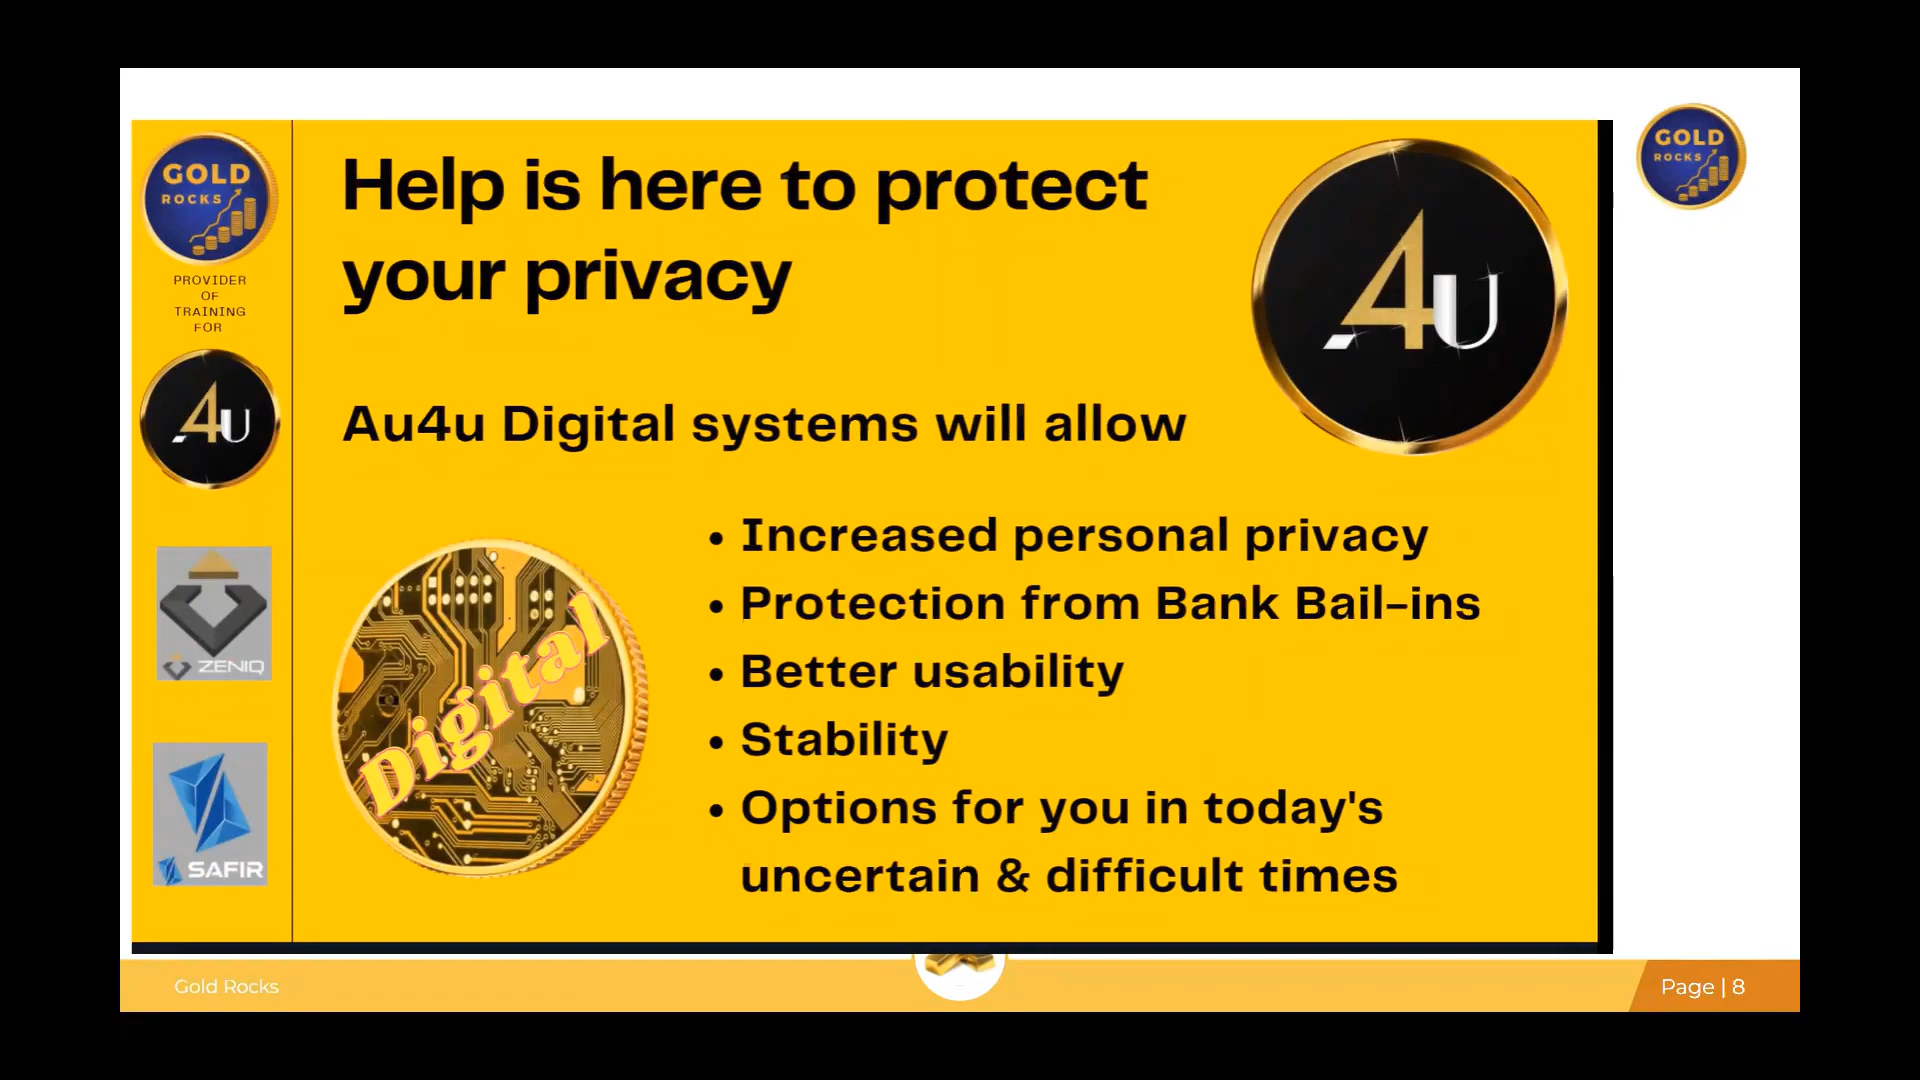 GOLD
ROCKS
PROVIDER
OF
TRAINING
FOR
4U
ZENIQ
SAFIR
Help is here to protect
your privacy
4U
Au4u Digital systems will allow
Digital
• Increased personal privacy
• Protection from Bank Bail-ins
• Better usability
• Stability
• Options for you in today's
uncertain & difficult times
GOLD
ROCKS
Gold Rocks
Page | 8